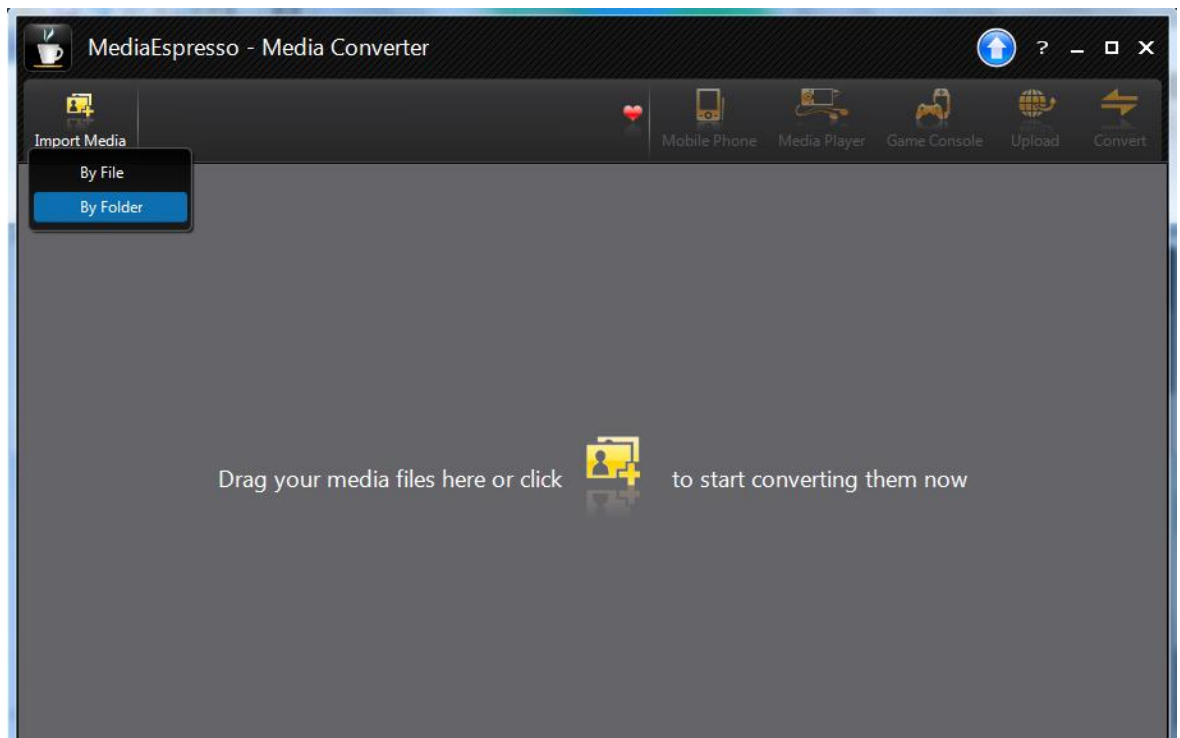 MediaEspresso - Media Converter
?
Import Media
Mobile Phone
Media Player
Game Console
Upload
Convert
By File
By Folder
Drag your media files here or click to start converting them now